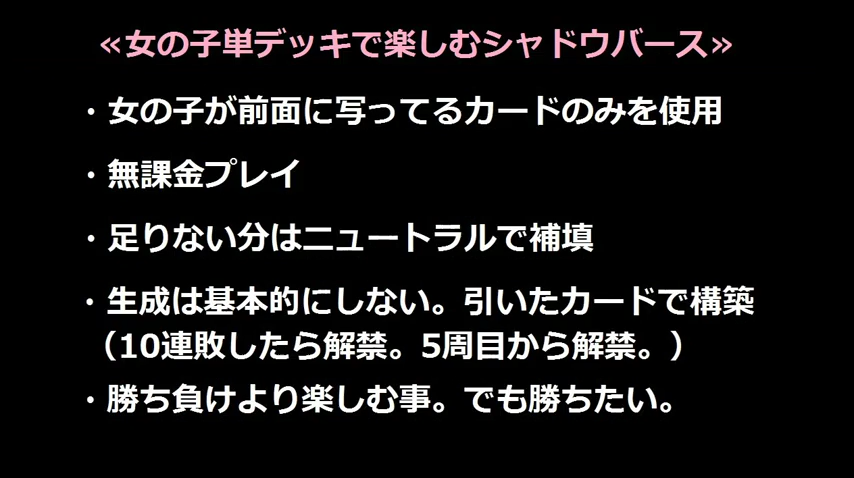 ≪女の子単デッキで楽しむシャドウバース≫
・女の子が前面に写ってるカードのみを使用
・無課金プレイ
・足りない分はニュートラルで補填
・生成は基本的にしない。引いたカードで構築
（10連敗したら解禁。5周目から解禁。）
・勝ち負けより楽しむ事。でも勝ちたい。